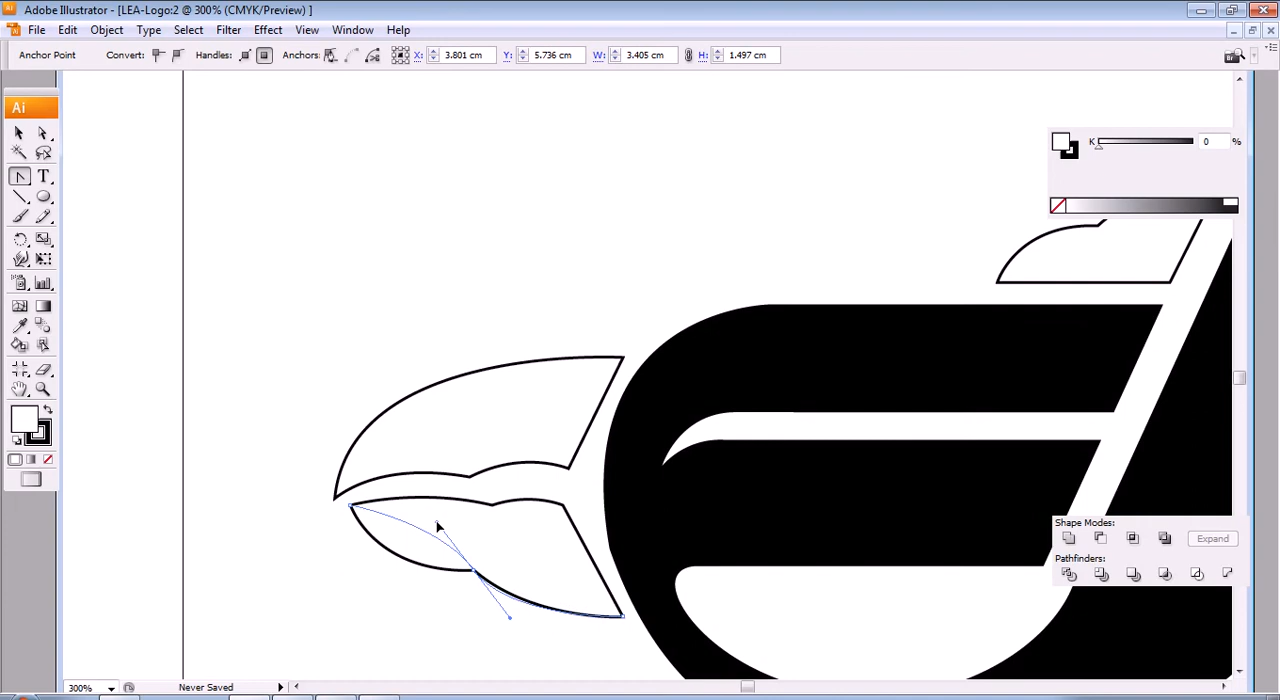 Adobe Illustrator - [LEA-Logo:2 @ 300% (CMYK/Preview) ]
File Edit Object Type Select Filter Effect View Window Help
Anchor Point Convert: Handles: Anchors: X: 3.801 cm Y: 5.736 cm W: 3.405 cm H: 1.497 cm
Ai
K 0 %
T
Shape Modes:
Expand
Pathfinders:
300% Never Saved